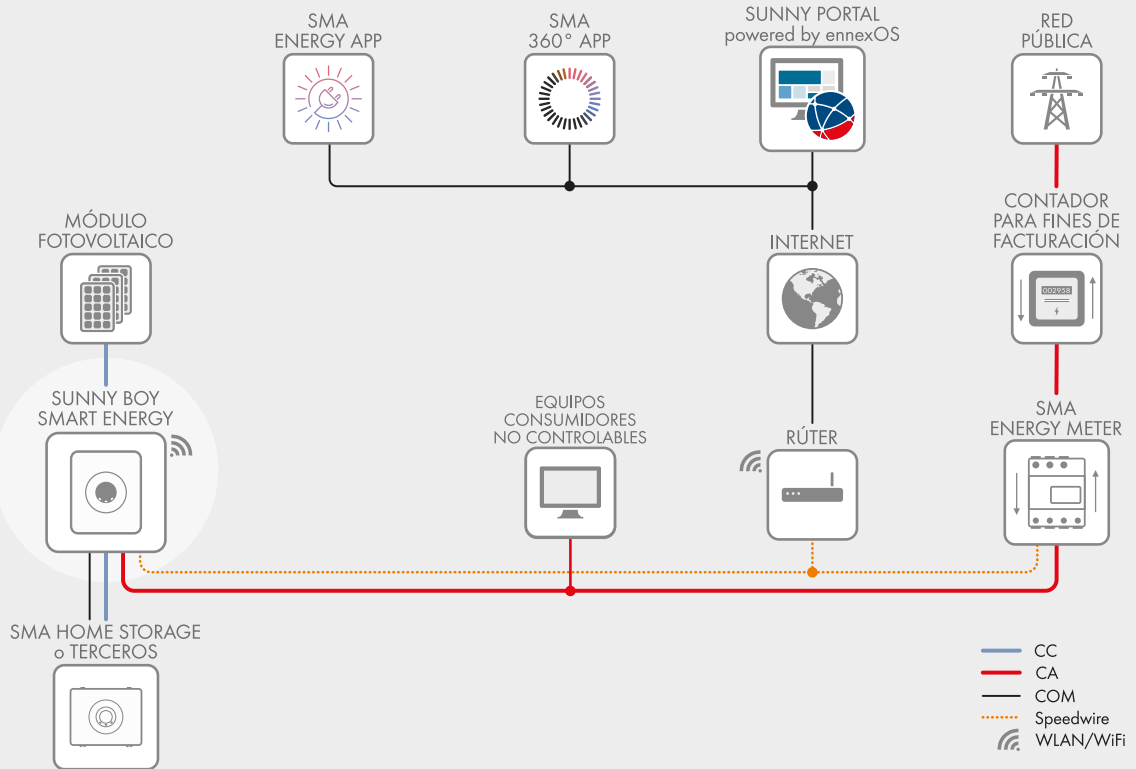 SMA
ENERGY APP
SMA
360° APP
SUNNY PORTAL
powered by ennexOS
RED
PÚBLICA
MÓDULO
FOTOVOLTAICO
INTERNET
CONTADOR
PARA FINES DE
FACTURACIÓN
002958
SUNNY BOY
SMART ENERGY
EQUIPOS
CONSUMIDORES
NO CONTROLABLES
RÚTER
SMA
ENERGY METER
SMA HOME STORAGE
o TERCEROS
CC
CA
COM
Speedwire
WLAN/WiFi